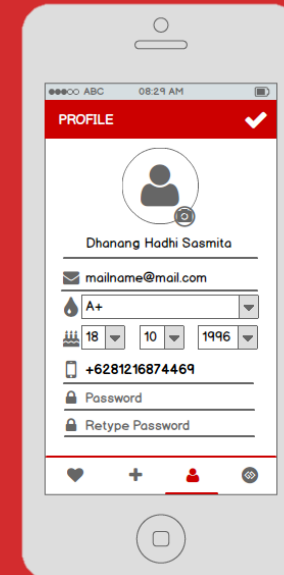 ABC 08:29 AM
PROFILE
Dhanang Hadhi Sasmita
mailname@mail.com
A+
18 10 1996
+6281216874469
Password
Retype Password